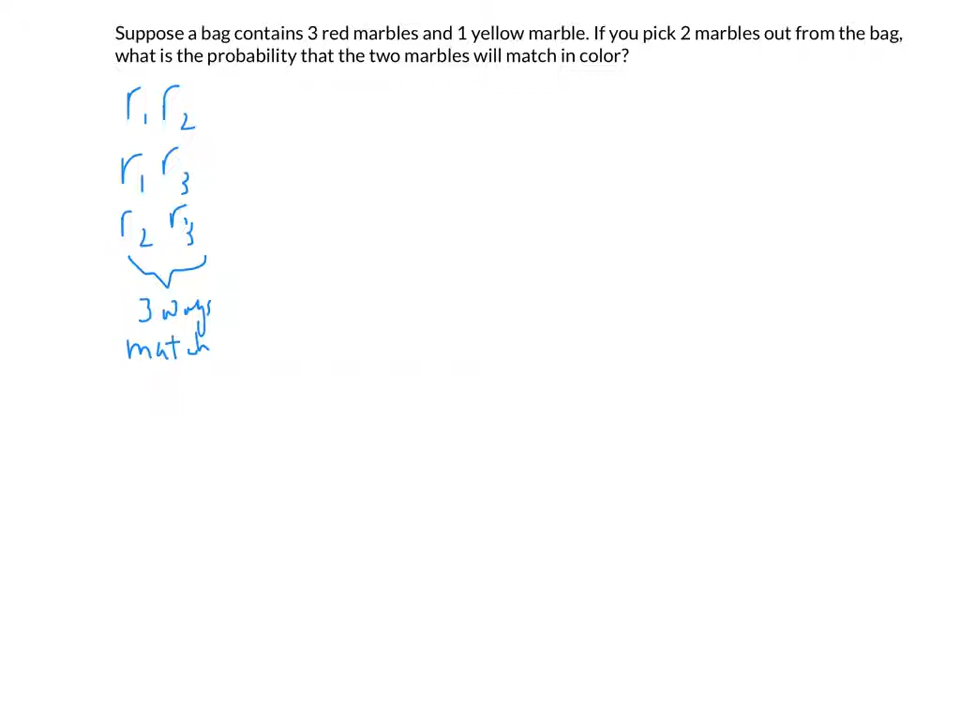 Suppose a bag contains 3 red marbles and 1 yellow marble. If you pick 2 marbles out from the bag,
what is the probability that the two marbles will match in color?
r₁ r₂
r₁ r₃
r₂ r₃
3 ways
match